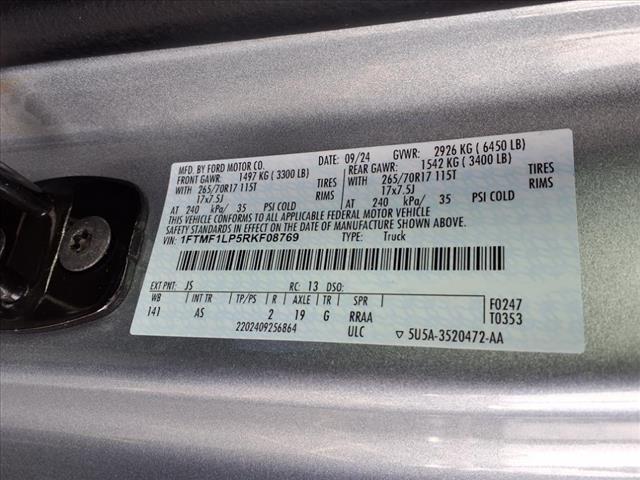 MFD. BY FORD MOTOR CO. DATE: 09/24 GVWR: 2926 KG ( 6450 LB)
FRONT GAWR: 1497 KG ( 3300 LB) REAR GAWR: 1542 KG ( 3400 LB)
WITH 265/70R17 115T TIRES WITH 265/70R17 115T TIRES
17x7.5J RIMS 17x7.5J RIMS
AT 240 kPa/ 35 PSI COLD AT 240 kPa/ 35 PSI COLD
THIS VEHICLE CONFORMS TO ALL APPLICABLE FEDERAL MOTOR VEHICLE
SAFETY STANDARDS IN EFFECT ON THE DATE OF MANUFACTURE SHOWN ABOVE.
VIN: 1FTMF1LP5RKF08769 TYPE: Truck
EXT PNT: JS RC: 13 DSO:
WB INT TR TP/PS R AXLE TR SPR F0247
141 AS 2 19 G RRAA T0353
2202409256864 ULC ▽ 5U5A-3520472-AA